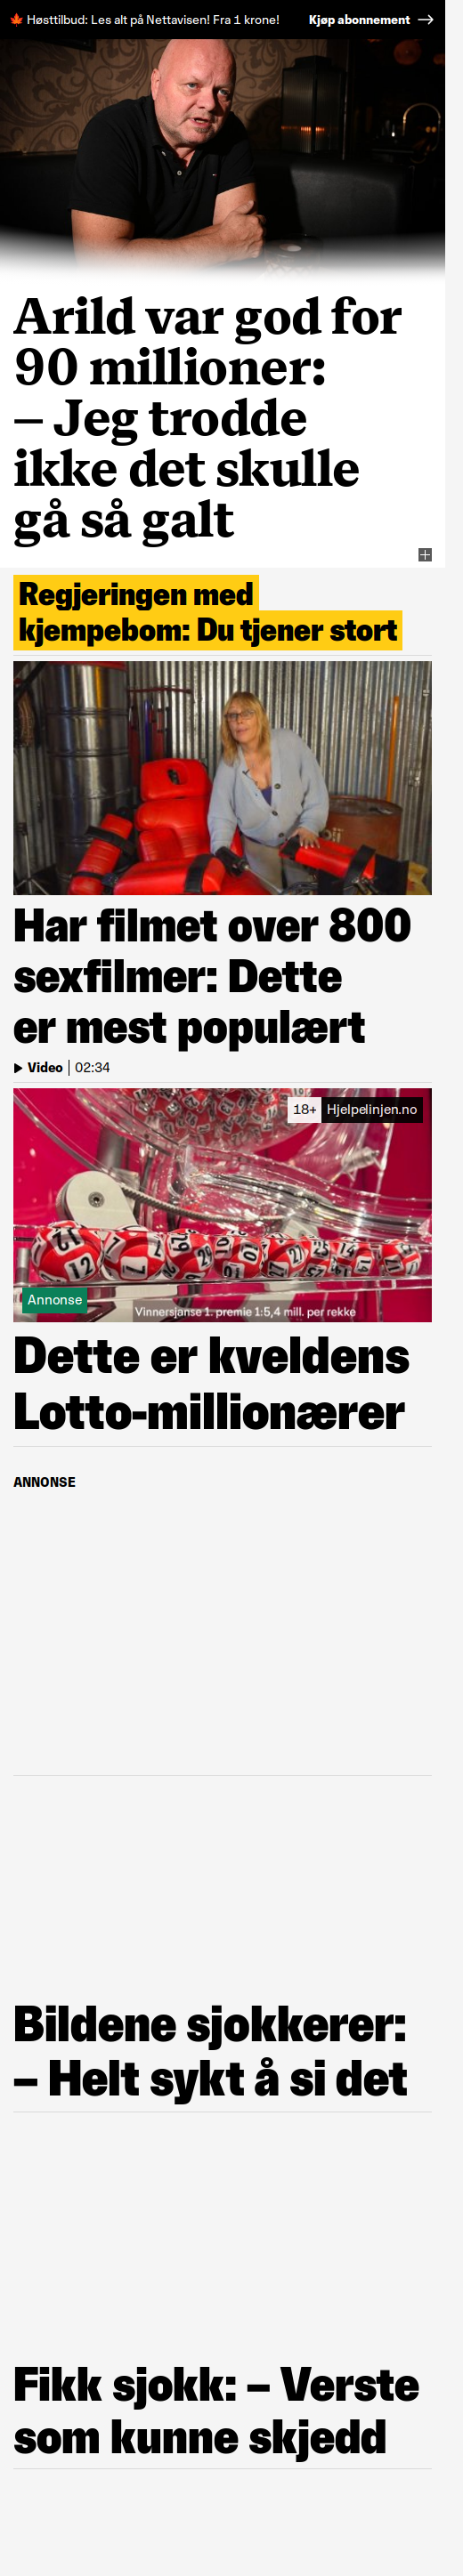 🍁 Høsttilbud: Les alt på Nettavisen! Fra 1 krone! Kjøp abonnement →
Arild var god for
90 millioner:
– Jeg trodde
ikke det skulle
gå så galt
Regjeringen med
kjempebom: Du tjener stort
Har filmet over 800
sexfilmer: Dette
er mest populært
Video | 02:34
18+ Hjelpelinjen.no
Annonse
Vinnersjanse 1. premie 1:5,4 mill. per rekke
Dette er kveldens
Lotto-millionærer
ANNONSE
Bildene sjokkerer:
– Helt sykt å si det
Fikk sjokk: – Verste
som kunne skjedd